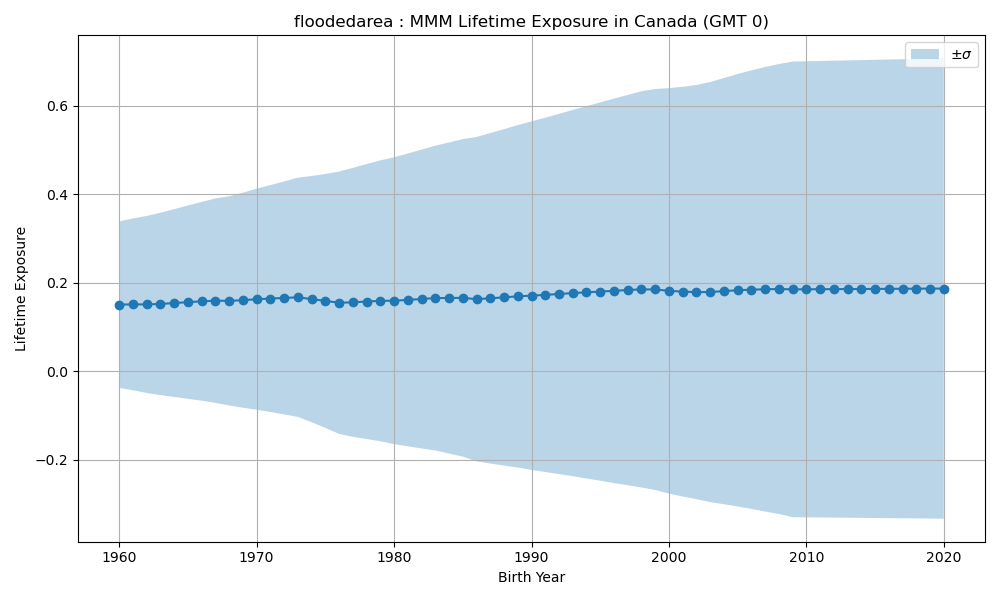 floodedarea : MMM Lifetime Exposure in Canada (GMT 0)
±σ
0.6
0.4
0.2
0.0
−0.2
Lifetime Exposure
1960 1970 1980 1990 2000 2010 2020
Birth Year